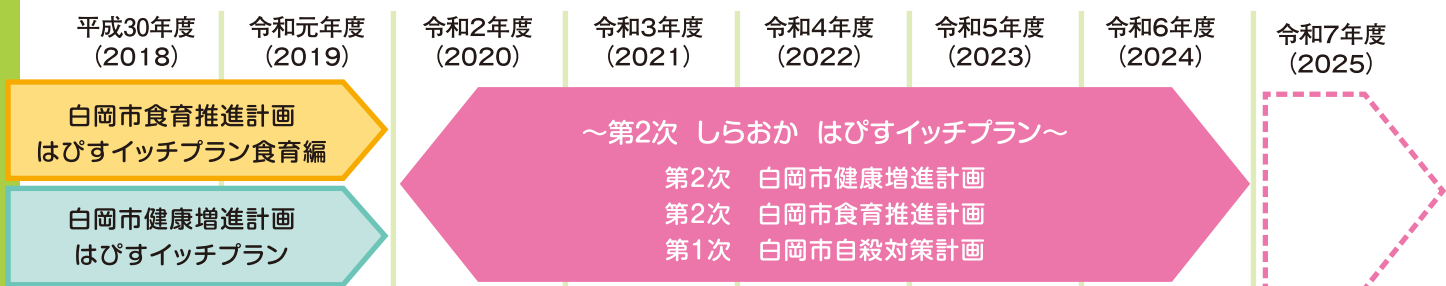 平成30年度
（2018）
令和元年度
（2019）
令和2年度
（2020）
令和3年度
（2021）
令和4年度
（2022）
令和5年度
（2023）
令和6年度
（2024）
令和7年度
（2025）
白岡市食育推進計画
はぴすイッチプラン食育編
白岡市健康増進計画
はぴすイッチプラン
～第2次　しらおか　はぴすイッチプラン～
第2次　白岡市健康増進計画
第2次　白岡市食育推進計画
第1次　白岡市自殺対策計画